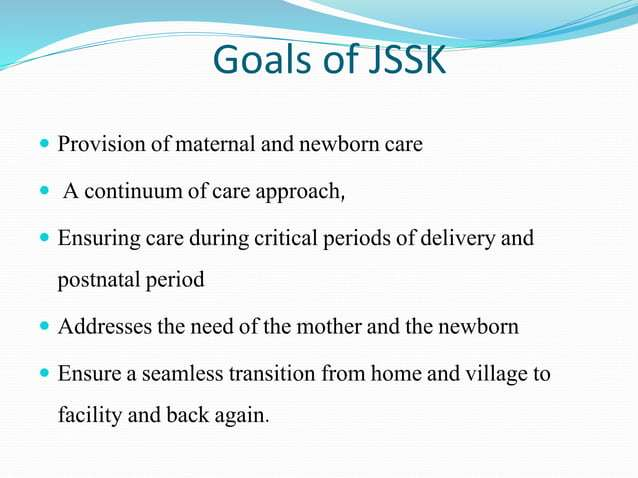 Goals of JSSK
• Provision of maternal and newborn care
• A continuum of care approach,
• Ensuring care during critical periods of delivery and
postnatal period
• Addresses the need of the mother and the newborn
• Ensure a seamless transition from home and village to
facility and back again.